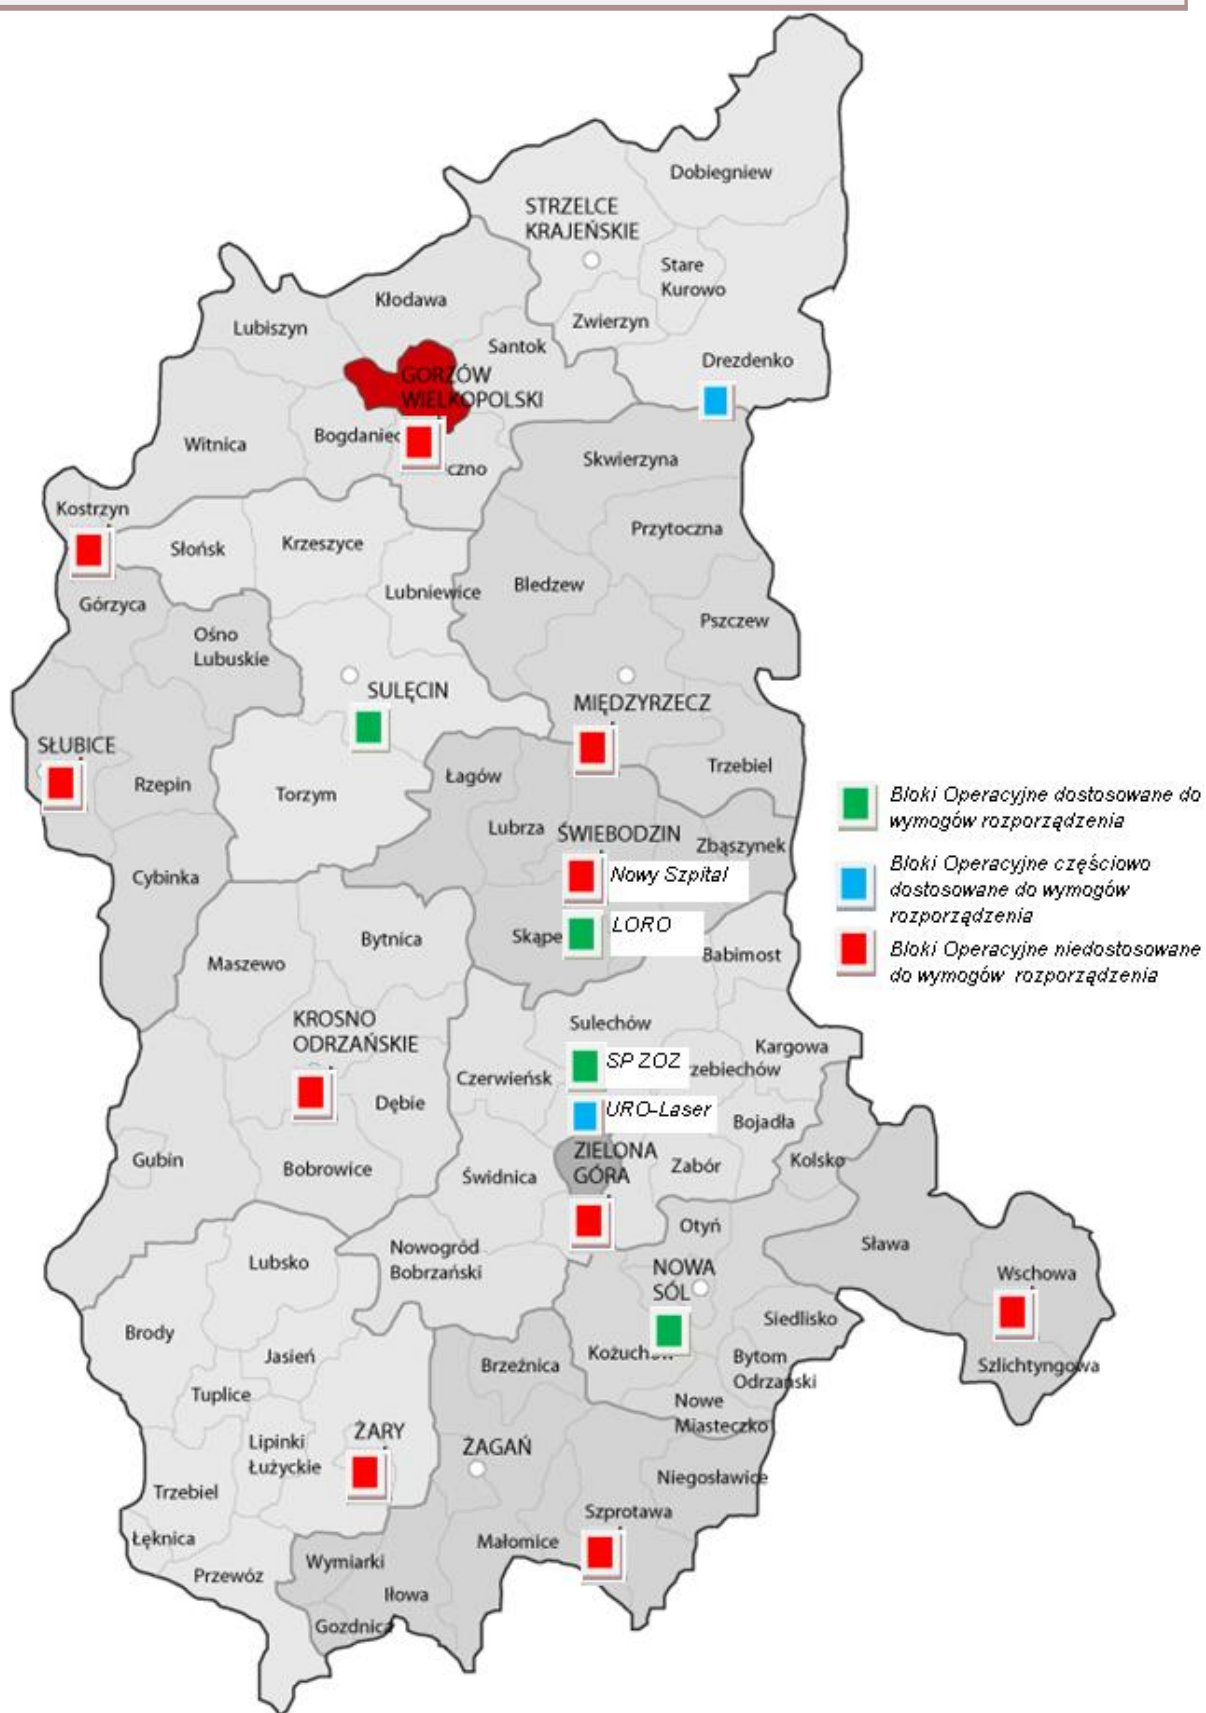 Dobiegniew
STRZELCE
KRAJEŃSKIE
Stare
Kurowo
Kłodawa
Zwierzyn
Lubiszyn
Santok
Drezdenko
GORZÓW
WIELKOPOLSKI
Bogdaniec
Witnica
czno
Skwierzyna
Kostrzyn
Przytoczna
Słońsk
Krzeszyce
Bledzew
Lubniewice
Górzyca
Pszczew
Ośno
Lubuskie
SULĘCIN
MIĘDZYRZECZ
SŁUBICE
Trzebiel
Łagów
Rzepin
Torzym
Bloki Operacyjne dostosowane do
wymogów rozporządzenia
Lubrza
ŚWIEBODZIN
Zbąszynek
Bloki Operacyjne częściowo
dostosowane do wymogów
rozporządzenia
Cybinka
Nowy Szpital
LORO
Skąpe
Bytnica
Babimost
Bloki Operacyjne niedostosowane
do wymogów rozporządzenia
Maszewo
KROSNO
ODRZAŃSKIE
Sulechów
Kargowa
SP ZOZ
zebiechów
Czerwieńsk
Dębie
URO-Laser
Bojadła
ZIELONA
GÓRA
Gubin
Bobrowice
Świdnica
Zabór
Kolsko
Otyń
Sława
Nowogród
Bobrzański
Lubsko
NOWA
SÓL
Wschowa
Siedlisko
Brody
Jasień
Brzeźnica
Kożuchów
Bytom
Odrzański
Szlichtyngowa
Tuplice
Nowe
Miasteczko
Lipinki
Łużyckie
ŻARY
ŻAGAŃ
Niegosławice
Trzebiel
Szprotawa
Łęknica
Małomice
Przewóz
Wymiarki
Iłowa
Gozdnica